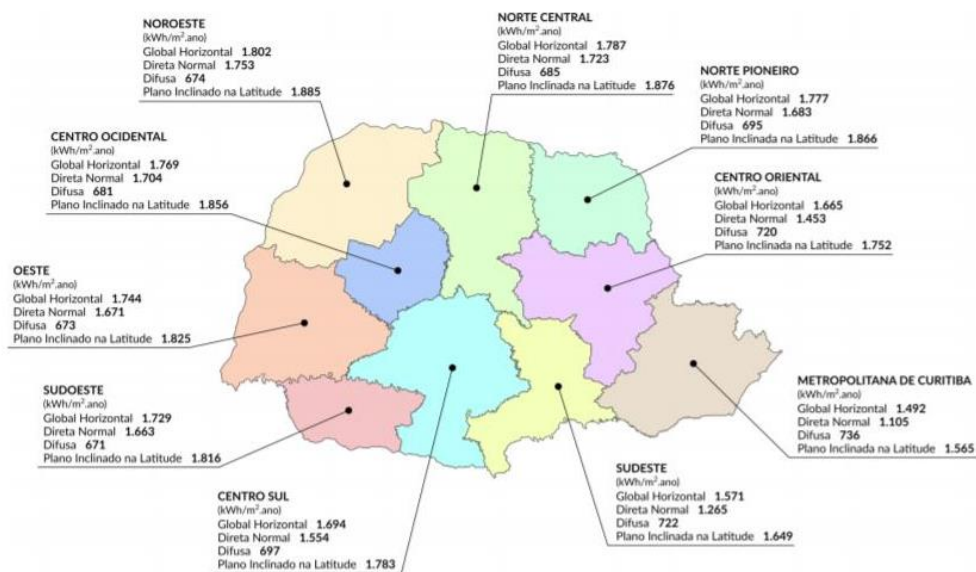 NOROESTE
(kWh/m².ano)
Global Horizontal 1.802
Direta Normal 1.753
Difusa 674
Plano Inclinado na Latitude 1.885
NORTE CENTRAL
(kWh/m².ano)
Global Horizontal 1.787
Direta Normal 1.723
Difusa 685
Plano Inclinada na Latitude 1.876
NORTE PIONEIRO
(kWh/m².ano)
Global Horizontal 1.777
Direta Normal 1.683
Difusa 695
Plano Inclinada na Latitude 1.866
CENTRO OCIDENTAL
(kWh/m².ano)
Global Horizontal 1.769
Direta Normal 1.704
Difusa 681
Plano Inclinado na Latitude 1.856
CENTRO ORIENTAL
(kWh/m².ano)
Global Horizontal 1.665
Direta Normal 1.453
Difusa 720
Plano Inclinada na Latitude 1.752
OESTE
(kWh/m².ano)
Global Horizontal 1.744
Direta Normal 1.671
Difusa 673
Plano Inclinado na Latitude 1.825
SUDOESTE
(kWh/m².ano)
Global Horizontal 1.729
Direta Normal 1.663
Difusa 671
Plano Inclinado na Latitude 1.816
METROPOLITANA DE CURITIBA
(kWh/m².ano)
Global Horizontal 1.492
Direta Normal 1.105
Difusa 736
Plano Inclinada na Latitude 1.565
CENTRO SUL
(kWh/m².ano)
Global Horizontal 1.694
Direta Normal 1.554
Difusa 697
Plano Inclinado na Latitude 1.783
SUDESTE
(kWh/m².ano)
Global Horizontal 1.571
Direta Normal 1.265
Difusa 722
Plano Inclinada na Latitude 1.649